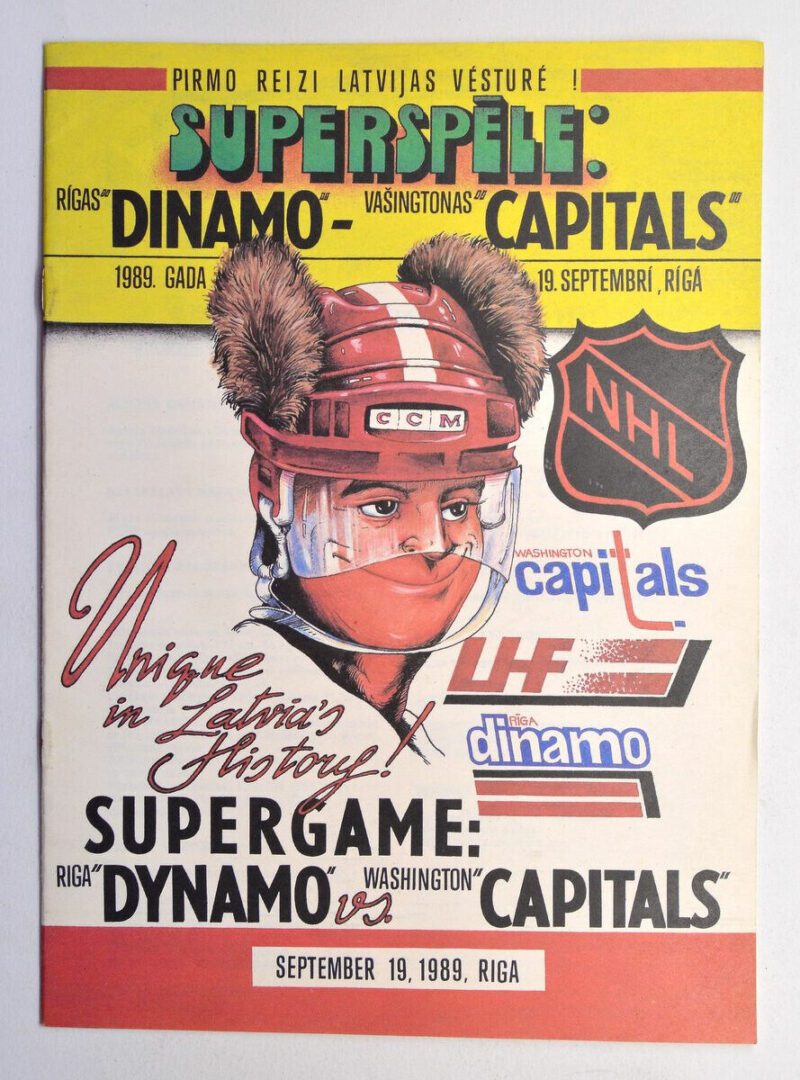 PIRMO REIZI LATVIJAS VĒSTURĒ !
SUPERSPĒLE:
RĪGAS "DINAMO" - VAŠINGTONAS "CAPITALS"
1989. GADA 19. SEPTEMBRĪ, RĪGĀ
CCM
NHL
WASHINGTON
capitals
Unique
in Latvia's
History!
LHF
RĪGA
dinamo
SUPERGAME:
RIGA "DYNAMO" vs. WASHINGTON "CAPITALS"
SEPTEMBER 19, 1989, RIGA